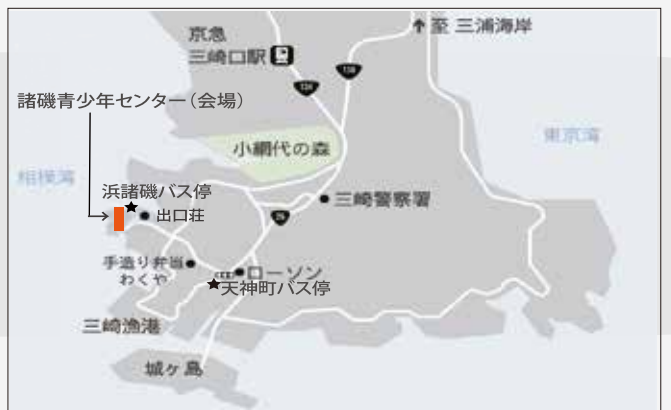 至 三浦海岸
京急
三崎口駅
134
諸磯青少年センター（会場）
小網代の森
東京湾
相模湾
浜諸磯バス停
三崎警察署
出口荘
26
手造り弁当
わくや
ローソン
天神町バス停
三崎漁港
城ヶ島